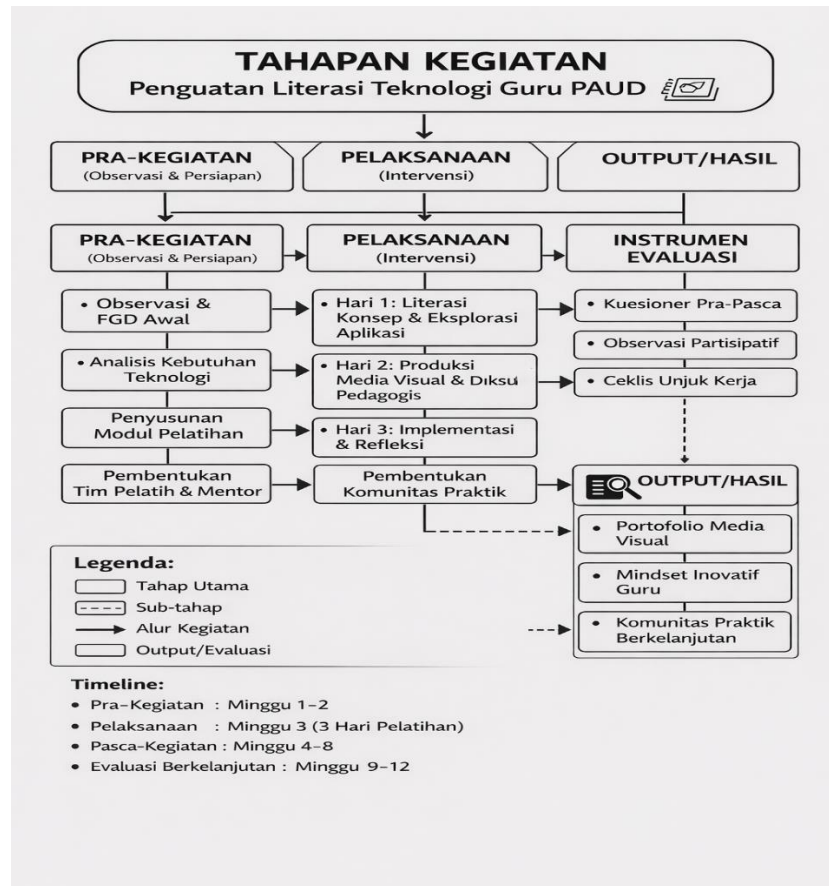 TAHAPAN KEGIATAN
Penguatan Literasi Teknologi Guru PAUD
PRA-KEGIATAN
(Observasi & Persiapan)
PELAKSANAAN
(Intervensi)
OUTPUT/HASIL
PRA-KEGIATAN
(Observasi & Persiapan)
PELAKSANAAN
(Intervensi)
INSTRUMEN
EVALUASI
• Observasi &
FGD Awal
• Hari 1: Literasi
Konsep & Eksplorasi
Aplikasi
• Kuesioner Pra-Pasca
• Observasi Partisipatif
• Analisis Kebutuhan
Teknologi
• Hari 2: Produksi
Media Visual & Diksui
Pedagogis
• Ceklis Unjuk Kerja
Penyusunan
Modul Pelatihan
• Hari 3: Implementasi
& Refleksi
Pembentukan
Tim Pelatih & Mentor
Pembentukan
Komunitas Praktik
OUTPUT/HASIL
• Portofolio Media
Visual
• Mindset Inovatif
Guru
• Komunitas Praktik
Berkelanjutan
Legenda:
Tahap Utama
Sub-tahap
Alur Kegiatan
Output/Evaluasi
Timeline:
• Pra-Kegiatan : Minggu 1-2
• Pelaksanaan : Minggu 3 (3 Hari Pelatihan)
• Pasca-Kegiatan : Minggu 4-8
• Evaluasi Berkelanjutan : Minggu 9-12